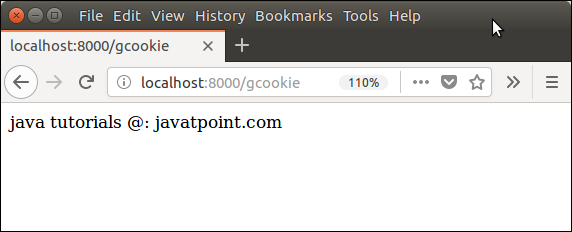 File Edit View History Bookmarks Tools Help
localhost:8000/gcookie
localhost:8000/gcookie 110%
java tutorials @: javatpoint.com